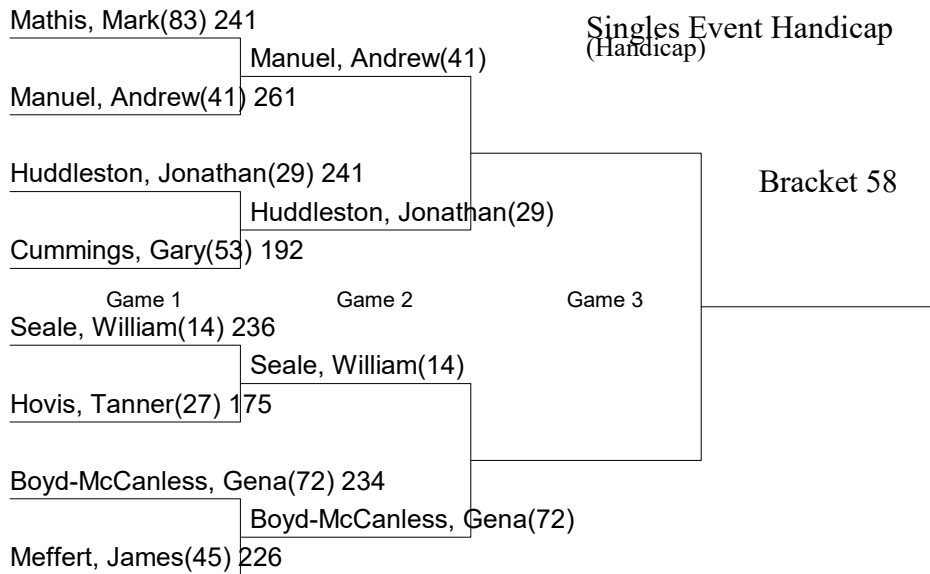 Mathis, Mark(83) 241
Singles Event Handicap
(Handicap)
Manuel, Andrew(41)
Manuel, Andrew(41) 261
Huddleston, Jonathan(29) 241
Bracket 58
Huddleston, Jonathan(29)
Cummings, Gary(53) 192
Game 1 Game 2 Game 3
Seale, William(14) 236
Seale, William(14)
Hovis, Tanner(27) 175
Boyd-McCanless, Gena(72) 234
Boyd-McCanless, Gena(72)
Meffert, James(45) 226